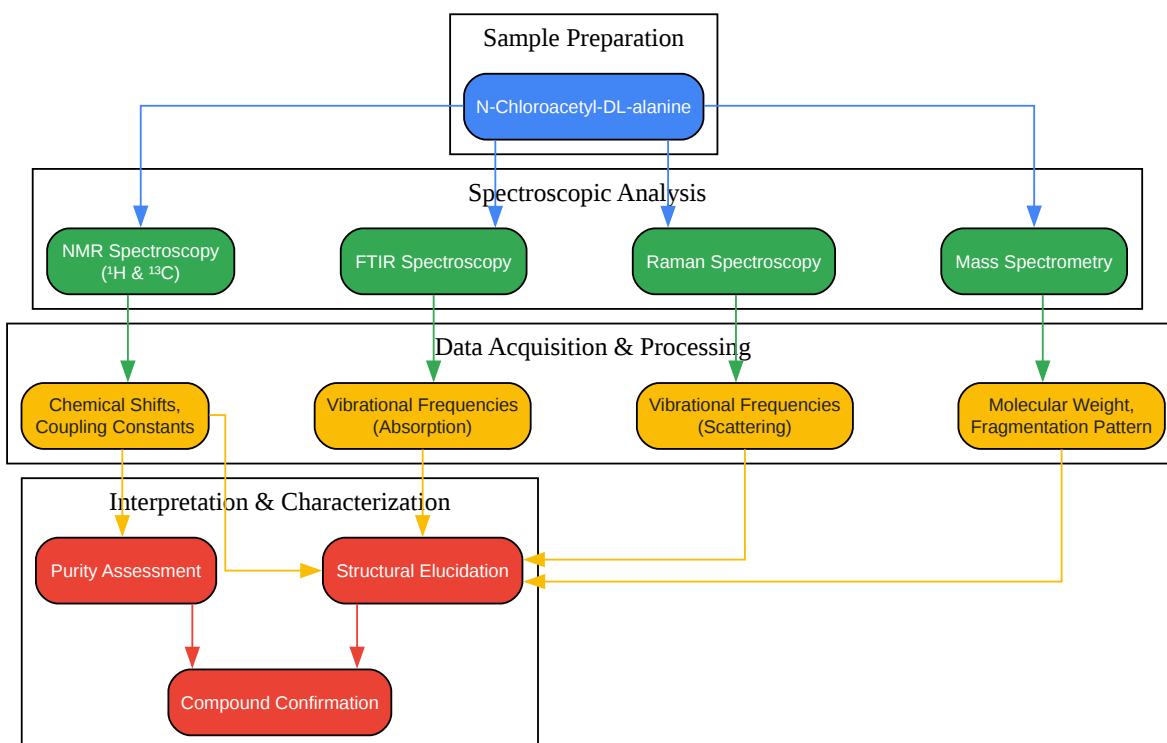 Sample Preparation
N-Chloroacetyl-DL-alanine
Spectroscopic Analysis
NMR Spectroscopy
(¹H & ¹³C)
FTIR Spectroscopy
Raman Spectroscopy
Mass Spectrometry
Data Acquisition & Processing
Chemical Shifts,
Coupling Constants
Vibrational Frequencies
(Absorption)
Vibrational Frequencies
(Scattering)
Molecular Weight,
Fragmentation Pattern
Interpretation & Characterization
Purity Assessment
Structural Elucidation
Compound Confirmation